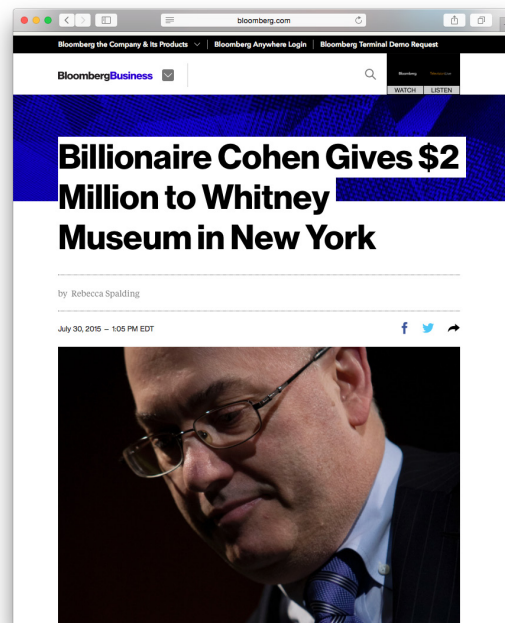 bloomberg.com
Bloomberg the Company & Its Products
Bloomberg Anywhere Login
Bloomberg Terminal Demo Request
BloombergBusiness
Bloomberg
WATCH
LISTEN
Billionaire Cohen Gives $2
Million to Whitney
Museum in New York
by Rebecca Spalding
July 30, 2015 – 1:05 PM EDT